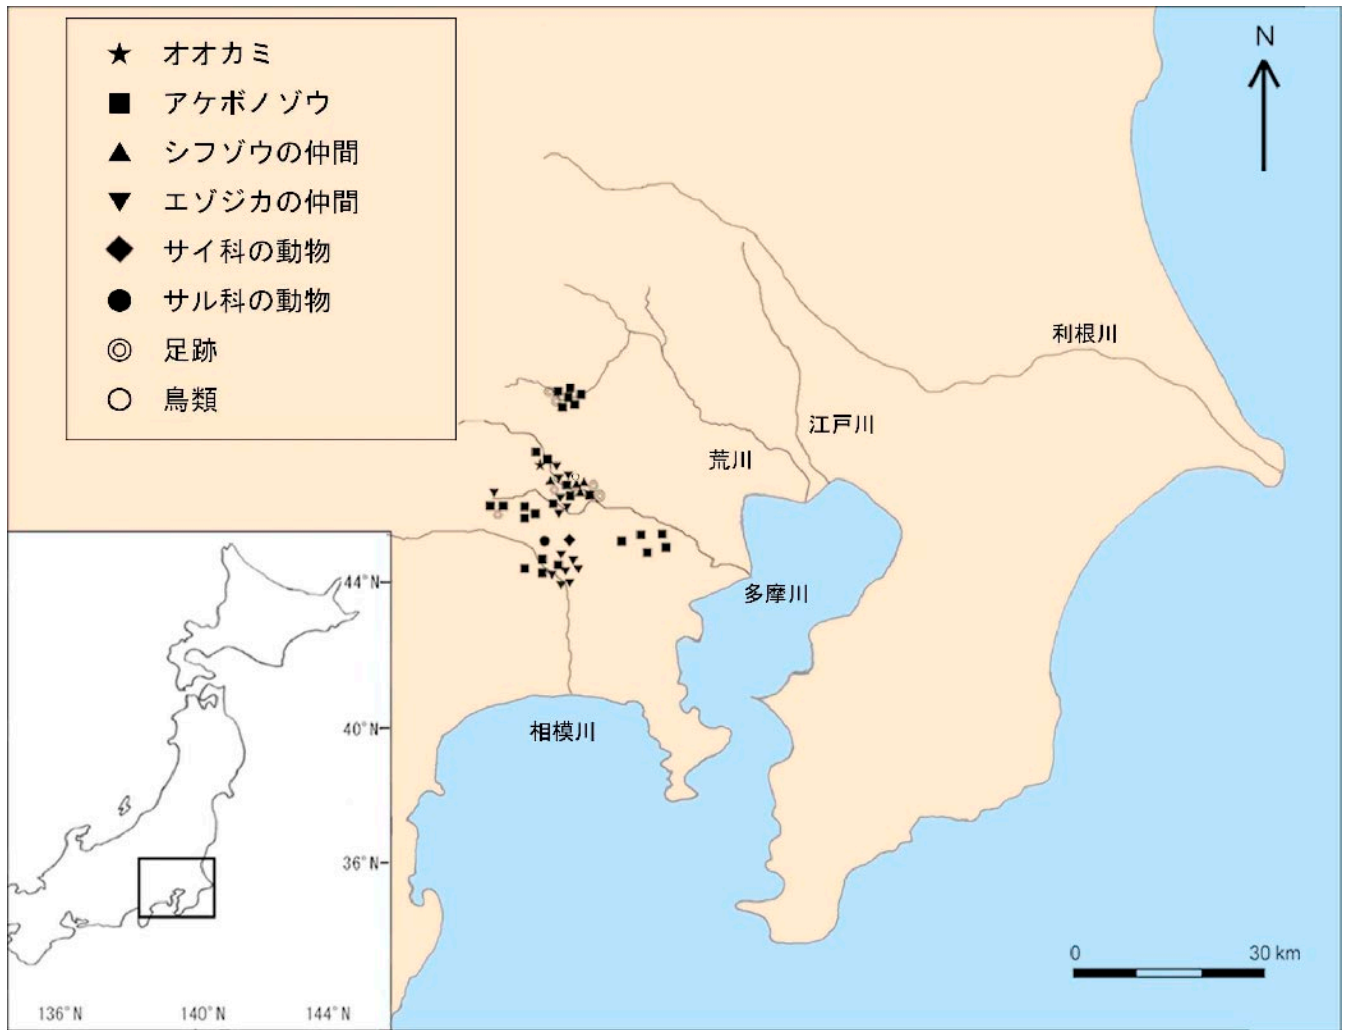 オオカミ
アケボノゾウ
シフゾウの仲間
エゾジカの仲間
サイ科の動物
サル科の動物
足跡
鳥類
N
利根川
江戸川
荒川
多摩川
相模川
44°N
40°N
36°N
136°N 140°N 144°N
0 30 km